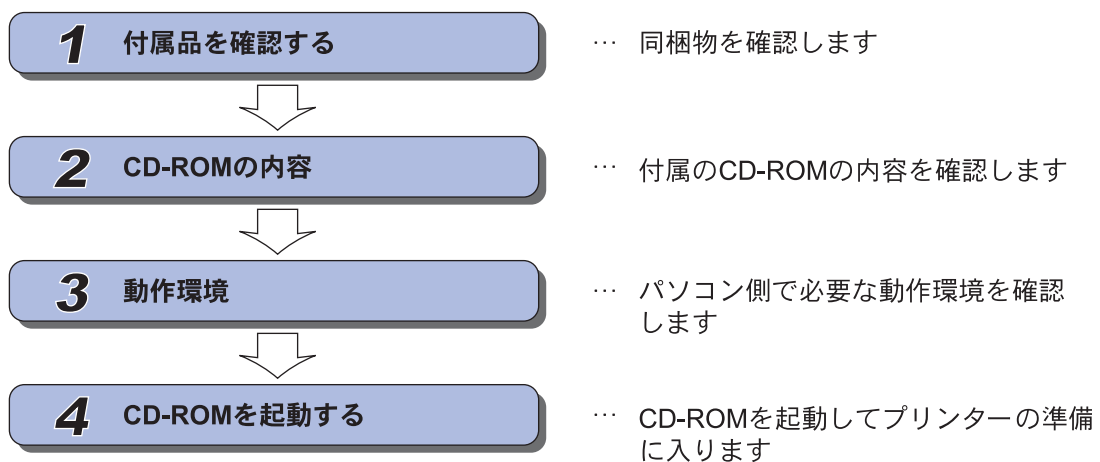 1 付属品を確認する … 同梱物を確認します
2 CD-ROMの内容 … 付属のCD-ROMの内容を確認します
3 動作環境 … パソコン側で必要な動作環境を確認
します
4 CD-ROMを起動する … CD-ROMを起動してプリンターの準備
に入ります